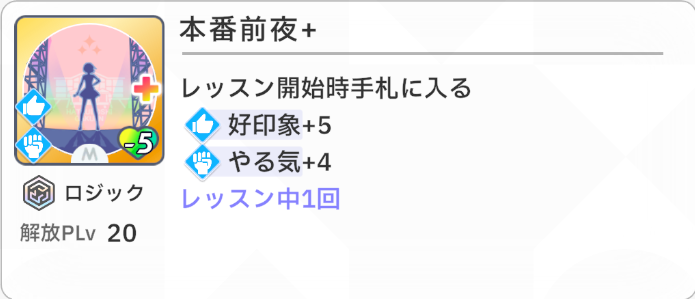 本番前夜+
レッスン開始時手札に入る
好印象+5
やる気+4
レッスン中1回
-5
M
ロジック
解放PLv 20